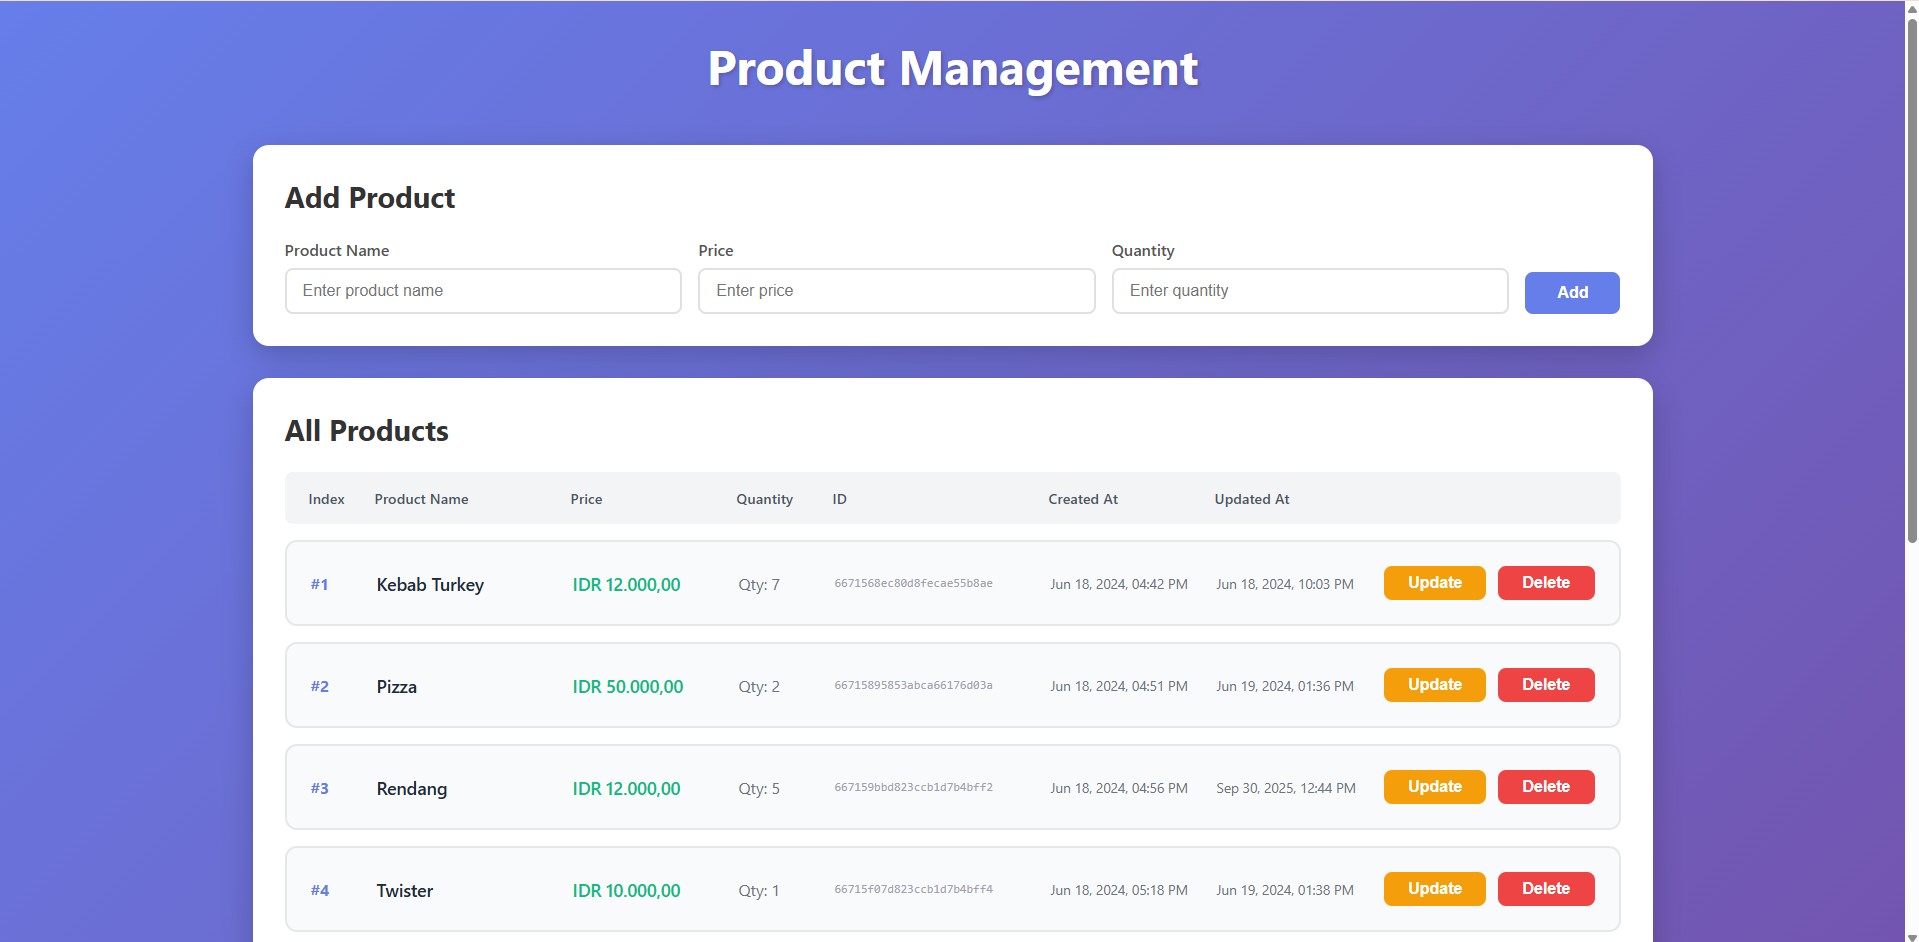 Product Management
Add Product
Product Name Price Quantity
Enter product name Enter price Enter quantity Add
All Products
Index Product Name Price Quantity ID Created At Updated At
#1 Kebab Turkey IDR 12.000,00 Qty: 7 6671568ec80d8fecae55b8ae Jun 18, 2024, 04:42 PM Jun 18, 2024, 10:03 PM Update Delete
#2 Pizza IDR 50.000,00 Qty: 2 66715895853abca66176d03a Jun 18, 2024, 04:51 PM Jun 19, 2024, 01:36 PM Update Delete
#3 Rendang IDR 12.000,00 Qty: 5 667159bbd823ccb1d7b4bff2 Jun 18, 2024, 04:56 PM Sep 30, 2025, 12:44 PM Update Delete
#4 Twister IDR 10.000,00 Qty: 1 66715f07d823ccb1d7b4bff4 Jun 18, 2024, 05:18 PM Jun 19, 2024, 01:38 PM Update Delete